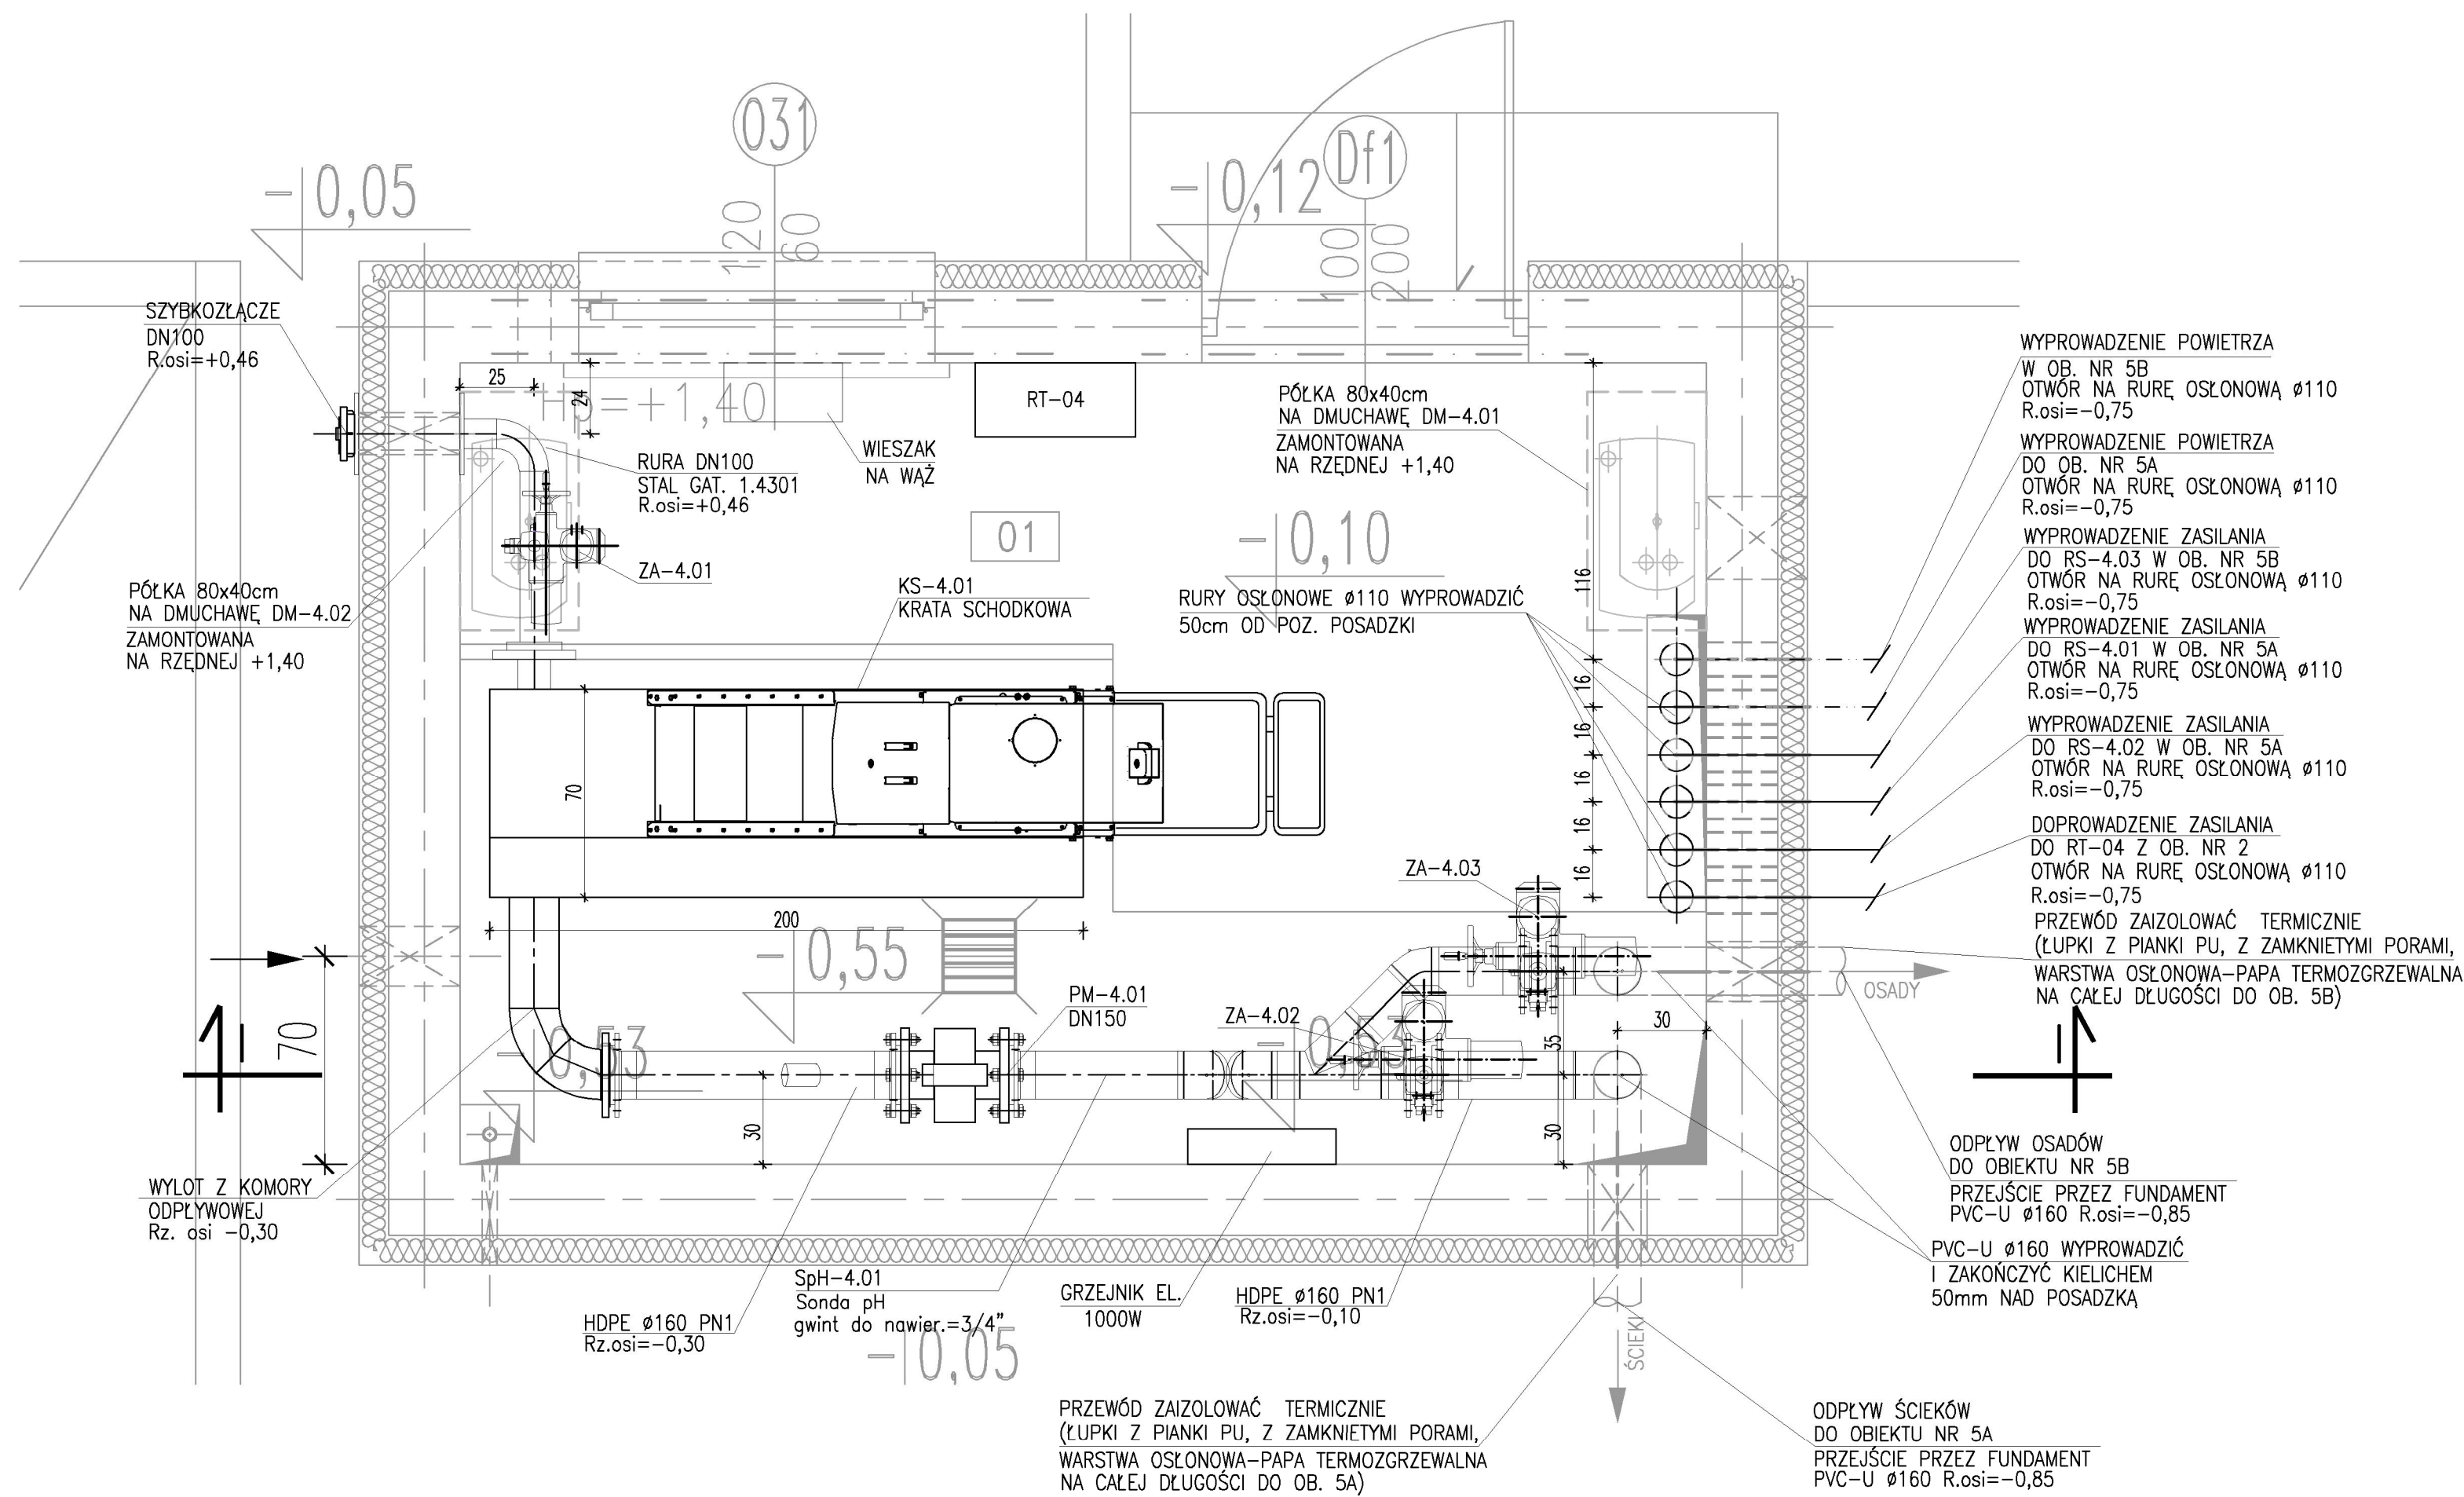 O31
Df1
-0,05
120
60
-0,12
100
200
SZYBKOZŁĄCZE
DN100
R.osi=+0,46
25
24
=+1,40
RT-04
WIESZAK
NA WĄŻ
RURA DN100
STAL GAT. 1.4301
R.osi=+0,46
PÓŁKA 80x40cm
NA DMUCHAWĘ DM-4.01
ZAMONTOWANA
NA RZĘDNEJ +1,40
WYPROWADZENIE POWIETRZA
W OB. NR 5B
OTWÓR NA RURĘ OSŁONOWĄ ø110
R.osi=-0,75
WYPROWADZENIE POWIETRZA
DO OB. NR 5A
OTWÓR NA RURĘ OSŁONOWĄ ø110
R.osi=-0,75
WYPROWADZENIE ZASILANIA
DO RS-4.03 W OB. NR 5B
OTWÓR NA RURĘ OSŁONOWĄ ø110
R.osi=-0,75
WYPROWADZENIE ZASILANIA
DO RS-4.01 W OB. NR 5A
OTWÓR NA RURĘ OSŁONOWĄ ø110
R.osi=-0,75
WYPROWADZENIE ZASILANIA
DO RS-4.02 W OB. NR 5A
OTWÓR NA RURĘ OSŁONOWĄ ø110
R.osi=-0,75
DOPROWADZENIE ZASILANIA
DO RT-04 Z OB. NR 2
OTWÓR NA RURĘ OSŁONOWĄ ø110
R.osi=-0,75
PRZEWÓD ZAIZOLOWAĆ TERMICZNIE
(ŁUPKI Z PIANKI PU, Z ZAMKNIETYMI PORAMI,
WARSTWA OSŁONOWA-PAPA TERMOZGRZEWALNA
NA CAŁEJ DŁUGOŚCI DO OB. 5B)
01
-0,10
ZA-4.01
PÓŁKA 80x40cm
NA DMUCHAWĘ DM-4.02
ZAMONTOWANA
NA RZĘDNEJ +1,40
KS-4.01
KRATA SCHODKOWA
RURY OSŁONOWE ø110 WYPROWADZIĆ
50cm OD POZ. POSADZKI
116
16
16
16
16
16
70
200
ZA-4.03
-0,55
PM-4.01
DN150
ZA-4.02
-0,53
-0,53
OSADY
30
35
30
30
70
1
1
WYLOT Z KOMORY
ODPŁYWOWEJ
Rz. osi -0,30
HDPE ø160 PN1
Rz.osi=-0,30
SpH-4.01
Sonda pH
gwint do nawier.=3/4"
-0,05
GRZEJNIK EL.
1000W
HDPE ø160 PN1
Rz.osi=-0,10
ŚCIEKI
ODPŁYW OSADÓW
DO OBIEKTU NR 5B
PRZEJŚCIE PRZEZ FUNDAMENT
PVC-U ø160 R.osi=-0,85
PVC-U ø160 WYPROWADZIĆ
I ZAKOŃCZYĆ KIELICHEM
50mm NAD POSADZKĄ
PRZEWÓD ZAIZOLOWAĆ TERMICZNIE
(ŁUPKI Z PIANKI PU, Z ZAMKNIETYMI PORAMI,
WARSTWA OSŁONOWA-PAPA TERMOZGRZEWALNA
NA CAŁEJ DŁUGOŚCI DO OB. 5A)
ODPŁYW ŚCIEKÓW
DO OBIEKTU NR 5A
PRZEJŚCIE PRZEZ FUNDAMENT
PVC-U ø160 R.osi=-0,85